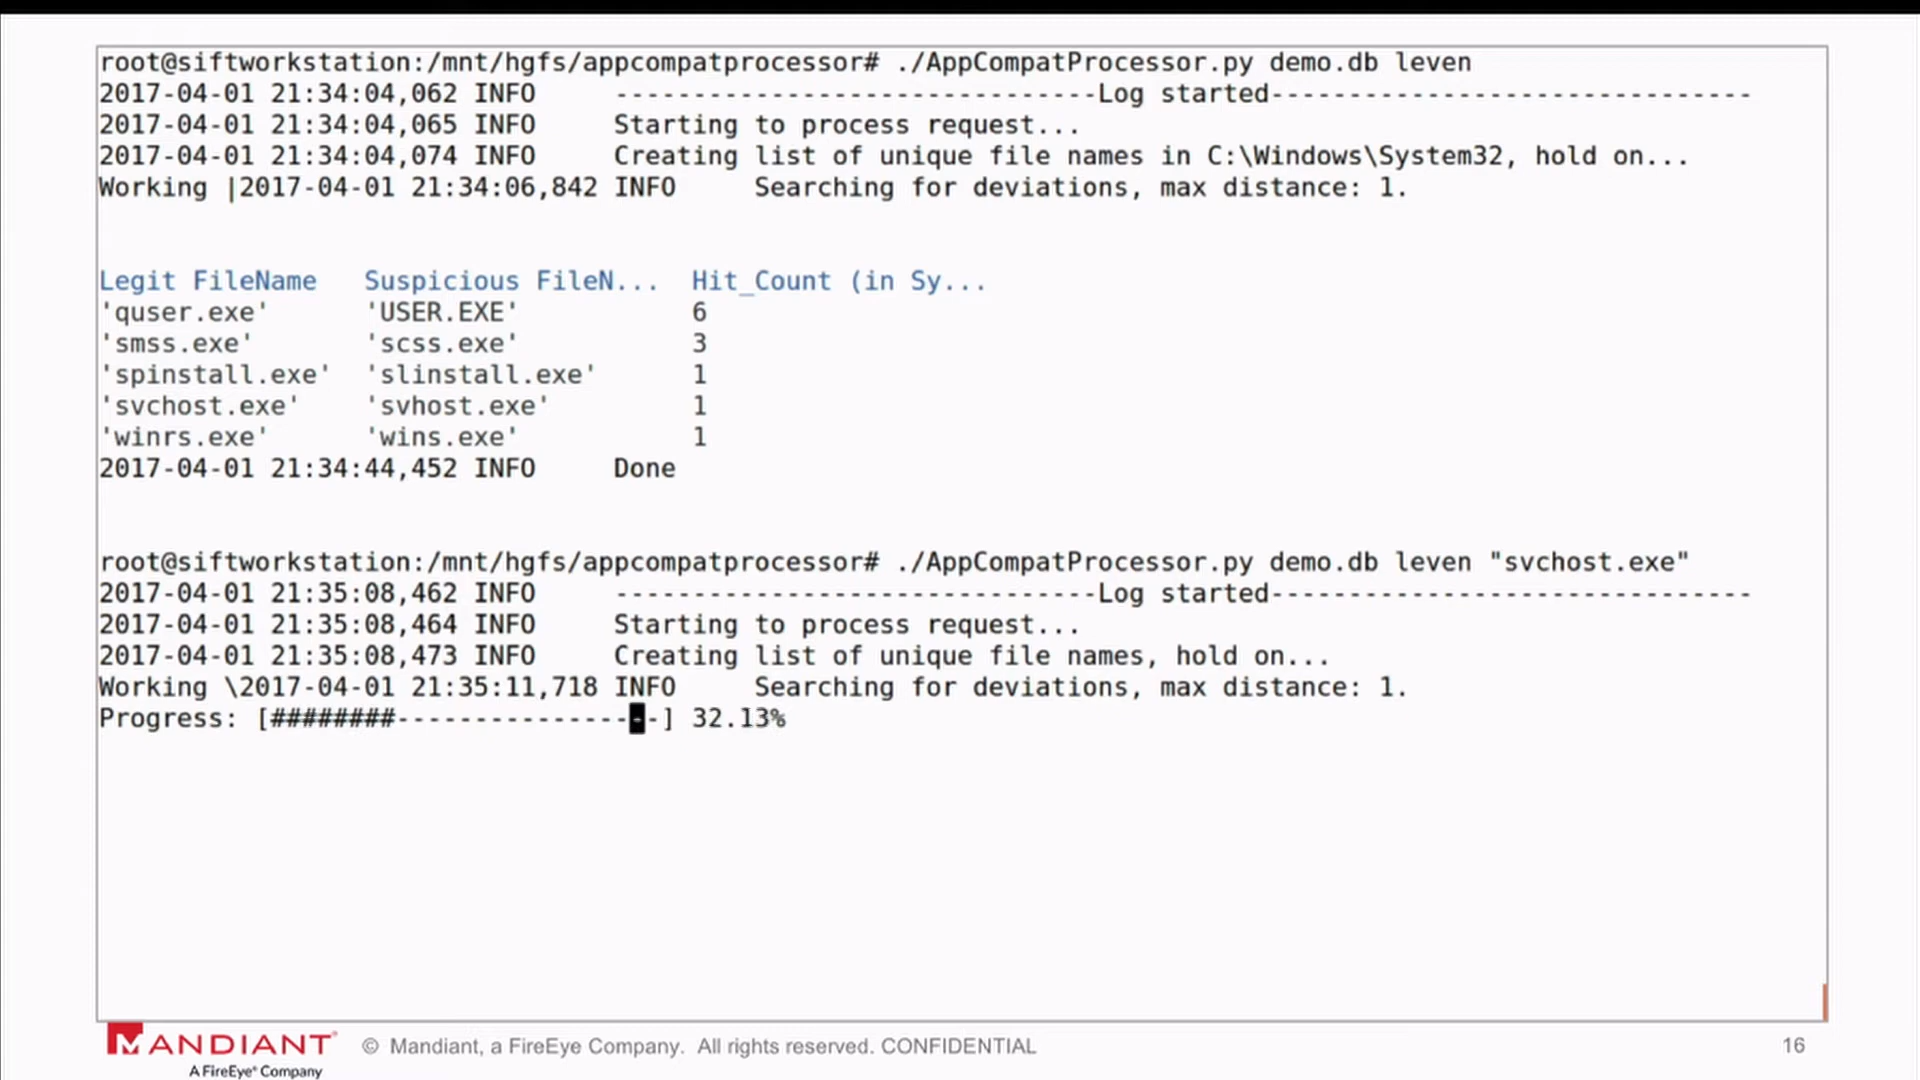 root@siftworkstation:/mnt/hgfs/appcompatprocessor# ./AppCompatProcessor.py demo.db leven
2017-04-01 21:34:04,062 INFO     -------------------------------Log started-------------------------------
2017-04-01 21:34:04,065 INFO     Starting to process request...
2017-04-01 21:34:04,074 INFO     Creating list of unique file names in C:\Windows\System32, hold on...
Working |2017-04-01 21:34:06,842 INFO     Searching for deviations, max distance: 1.
Legit FileName   Suspicious FileN...  Hit_Count (in Sy...
'quser.exe'      'USER.EXE'           6
'smss.exe'       'scss.exe'           3
'spinstall.exe'  'slinstall.exe'      1
'svchost.exe'    'svhost.exe'         1
'winrs.exe'      'wins.exe'           1
2017-04-01 21:34:44,452 INFO     Done
root@siftworkstation:/mnt/hgfs/appcompatprocessor# ./AppCompatProcessor.py demo.db leven "svchost.exe"
2017-04-01 21:35:08,462 INFO     -------------------------------Log started-------------------------------
2017-04-01 21:35:08,464 INFO     Starting to process request...
2017-04-01 21:35:08,473 INFO     Creating list of unique file names, hold on...
Working \2017-04-01 21:35:11,718 INFO     Searching for deviations, max distance: 1.
Progress: [########-----------------] 32.13%
MANDIANT © Mandiant, a FireEye Company. All rights reserved. CONFIDENTIAL 16
A FireEye® Company